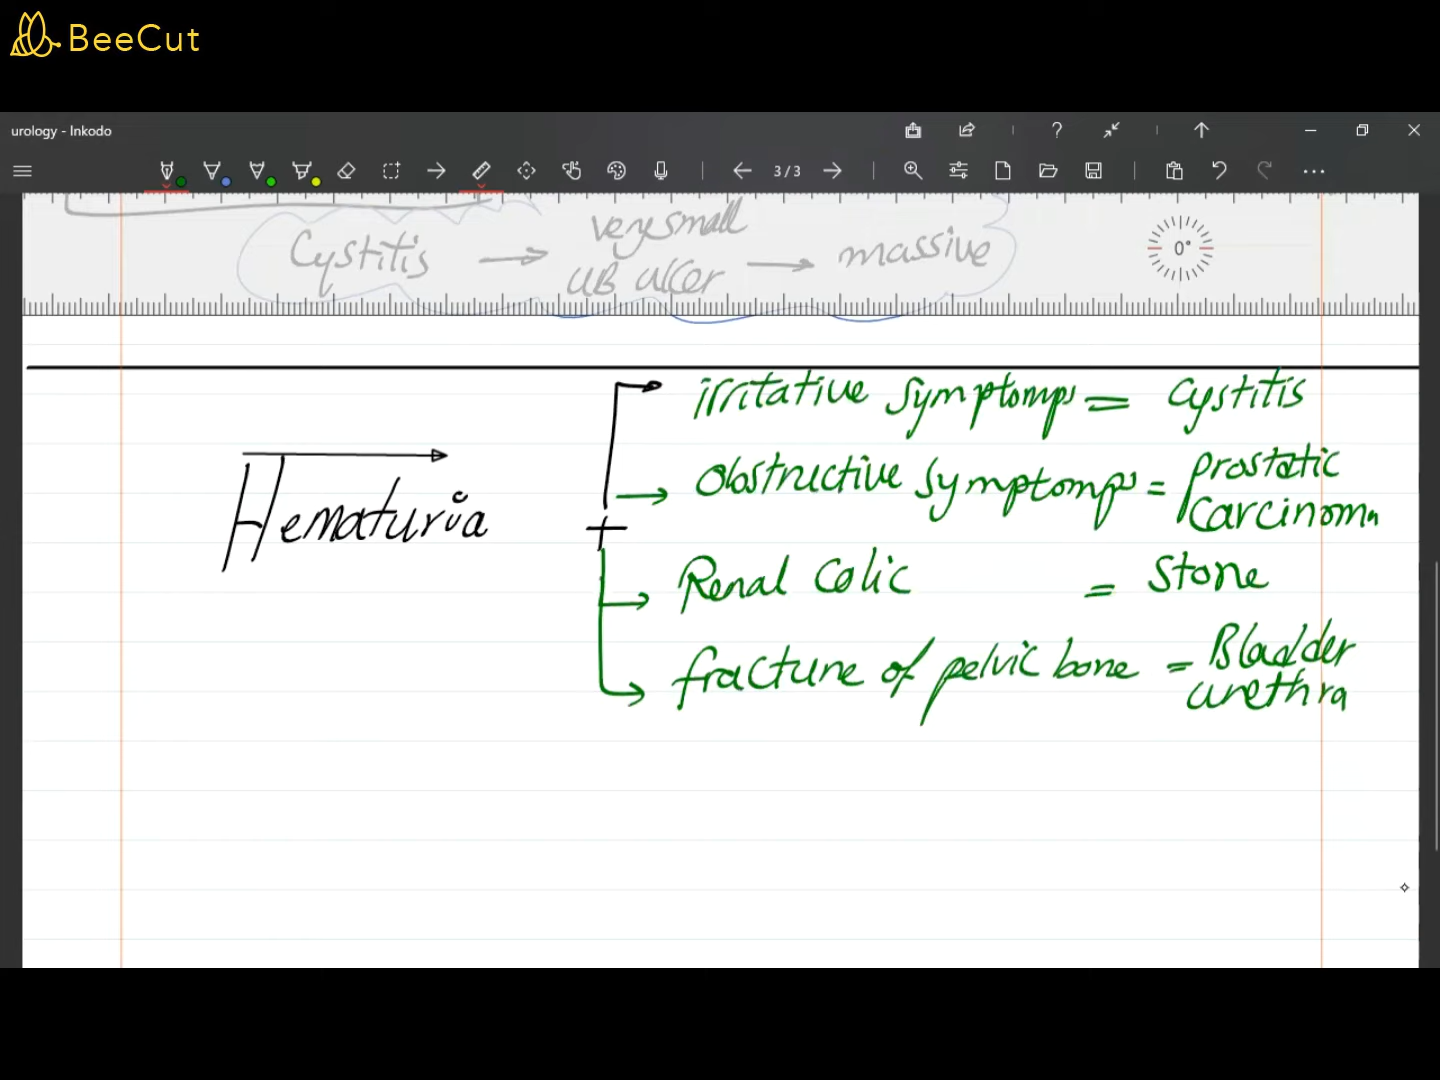 BeeCut
urology - Inkodo
3/3
Cystitis → very small UB ulcer → massive
0°
Hematuria +
irritative symptomps = Cystitis
obstructive symptomps = prostatic carcinoma
Renal Colic = Stone
fracture of pelvic bone = Bladder urethra